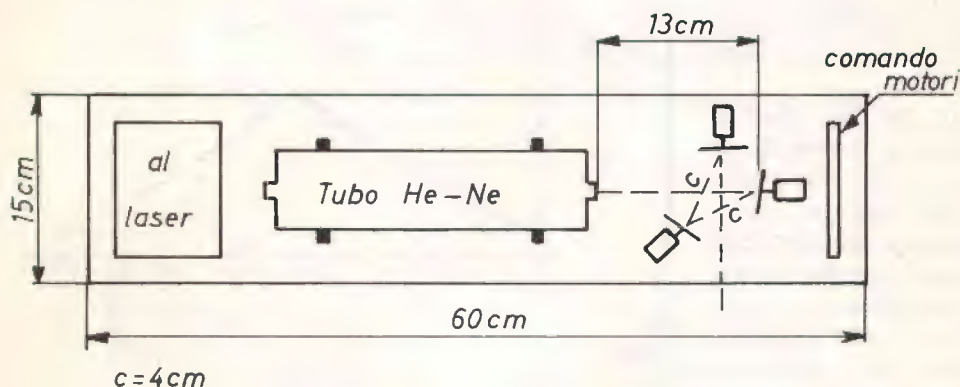 13cm
comando
motori
15cm
al
laser
Tubo He-Ne
c
c
60cm
c=4cm